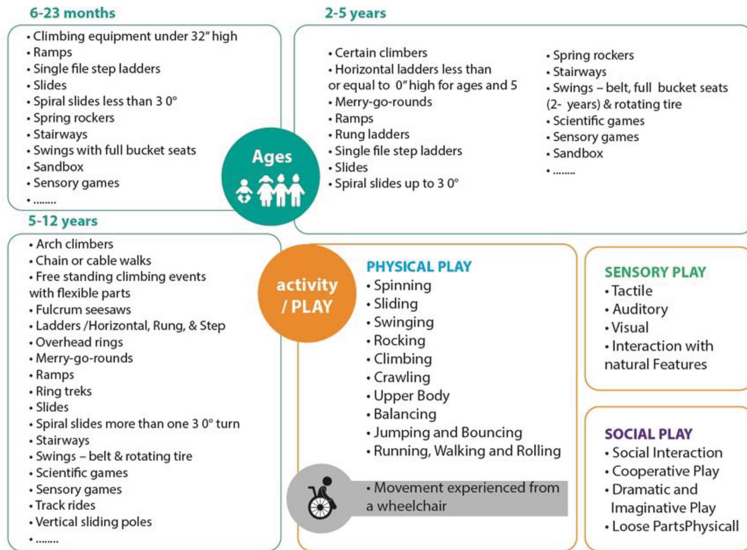 6-23 months
• Climbing equipment under 32" high
• Ramps
• Single file step ladders
• Slides
• Spiral slides less than 3 0°
• Spring rockers
• Stairways
• Swings with full bucket seats
• Sandbox
• Sensory games
• ........
2-5 years
• Certain climbers
• Horizontal ladders less than
or equal to 0" high for ages and 5
• Merry-go-rounds
• Ramps
• Rung ladders
• Single file step ladders
• Slides
• Spiral slides up to 3 0°
• Spring rockers
• Stairways
• Swings – belt, full bucket seats
(2- years) & rotating tire
• Scientific games
• Sensory games
• Sandbox
• ........
Ages
5-12 years
• Arch climbers
• Chain or cable walks
• Free standing climbing events
with flexible parts
• Fulcrum seesaws
• Ladders /Horizontal, Rung, & Step
• Overhead rings
• Merry-go-rounds
• Ramps
• Ring treks
• Slides
• Spiral slides more than one 3 0° turn
• Stairways
• Swings – belt & rotating tire
• Scientific games
• Sensory games
• Track rides
• Vertical sliding poles
• ........
activity
/ PLAY
PHYSICAL PLAY
• Spinning
• Sliding
• Swinging
• Rocking
• Climbing
• Crawling
• Upper Body
• Balancing
• Jumping and Bouncing
• Running, Walking and Rolling
• Movement experienced from
a wheelchair
SENSORY PLAY
• Tactile
• Auditory
• Visual
• Interaction with
natural Features
SOCIAL PLAY
• Social Interaction
• Cooperative Play
• Dramatic and
Imaginative Play
• Loose PartsPhysicall